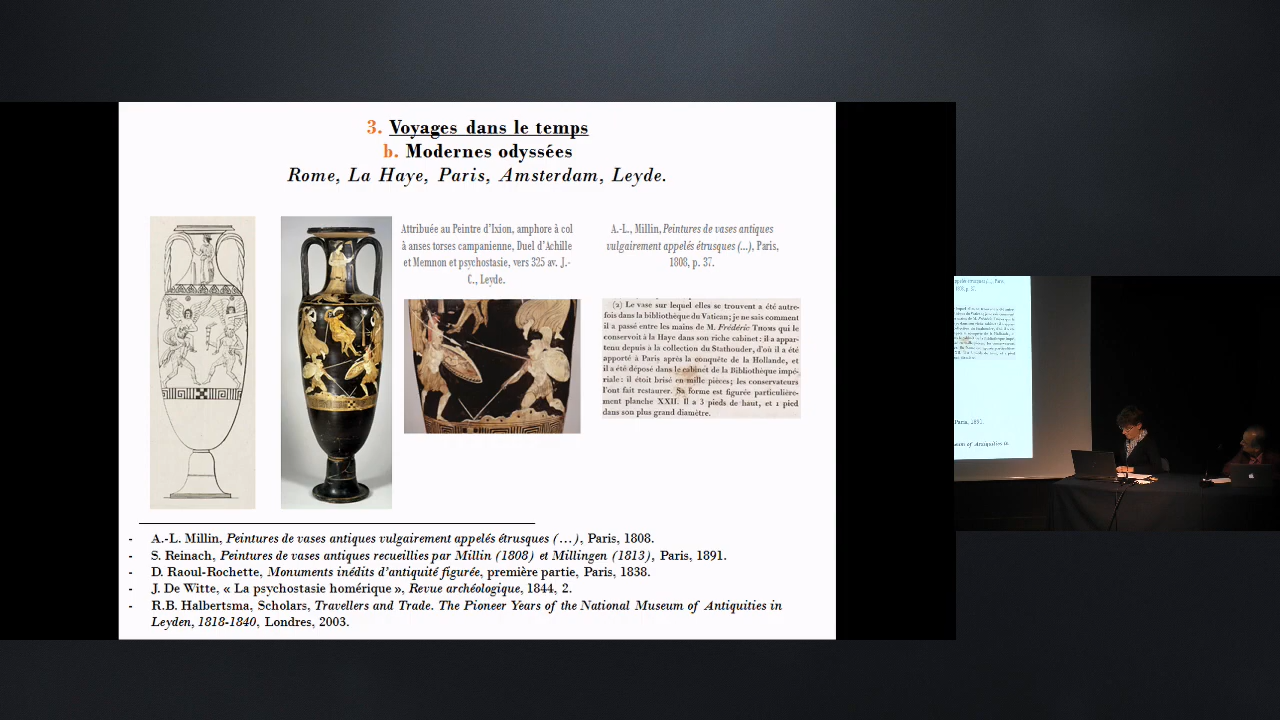 3. Voyages dans le temps
b. Modernes odyssées
Rome, La Haye, Paris, Amsterdam, Leyde.
Attribuée au Peintre d'Ixion, amphore à col
à anses torses campanienne, Duel d'Achille
et Memnon et psychostasie, vers 325 av. J.-
C., Leyde.
A.-L., Millin, Peintures de vases antiques
vulgairement appelés étrusques (...), Paris,
1808, p. 37.
(2) Le vase sur lequel elles se trouvent a été autre-
fois dans la bibliothèque du Vatican; je ne sais comment
il a passé entre les mains de M. Frédéric Thoms qui le
conservoit à la Haye dans son riche cabinet: il a appar-
tenu depuis à la collection du Stathouder, d'où il a été
apporté à Paris après la conquête de la Hollande, et
il a été déposé dans le cabinet de la Bibliothèque impé-
riale: il étoit brisé en mille pièces; les conservateurs
l'ont fait restaurer. Sa forme est figurée particulière-
ment planche XXII. Il a 3 pieds de haut, et 1 pied
dans son plus grand diamètre.
- A.-L. Millin, Peintures de vases antiques vulgairement appelés étrusques (…), Paris, 1808.
- S. Reinach, Peintures de vases antiques recueillies par Millin (1808) et Millingen (1813), Paris, 1891.
- D. Raoul-Rochette, Monuments inédits d'antiquité figurée, première partie, Paris, 1838.
- J. De Witte, « La psychostasie homérique », Revue archéologique, 1844, 2.
- R.B. Halbertsma, Scholars, Travellers and Trade. The Pioneer Years of the National Museum of Antiquities in
Leyden, 1818-1840, Londres, 2003.
Paris, 1891.
Museum of Antiquities in